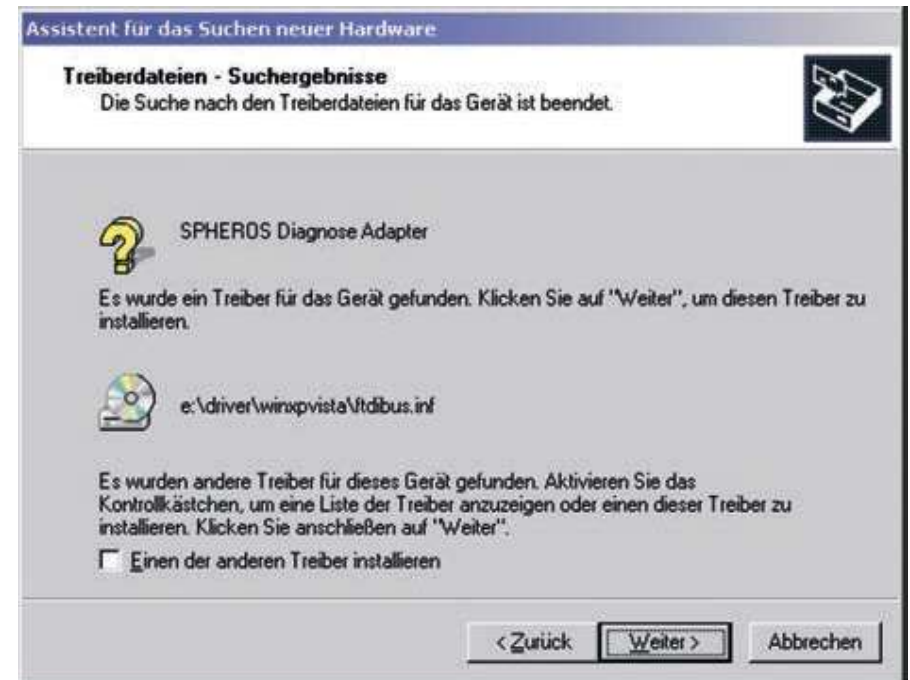 Assistent für das Suchen neuer Hardware
Treiberdateien - Suchergebnisse
Die Suche nach den Treiberdateien für das Gerät ist beendet.
SPHEROS Diagnose Adapter
Es wurde ein Treiber für das Gerät gefunden. Klicken Sie auf "Weiter", um diesen Treiber zu
installieren.
e:\driver\winxpvista\ftdibus.inf
Es wurden andere Treiber für dieses Gerät gefunden. Aktivieren Sie das
Kontrollkästchen, um eine Liste der Treiber anzuzeigen oder einen dieser Treiber zu
installieren. Klicken Sie anschließen auf "Weiter".
Einen der anderen Treiber installieren
< Zurück Weiter > Abbrechen